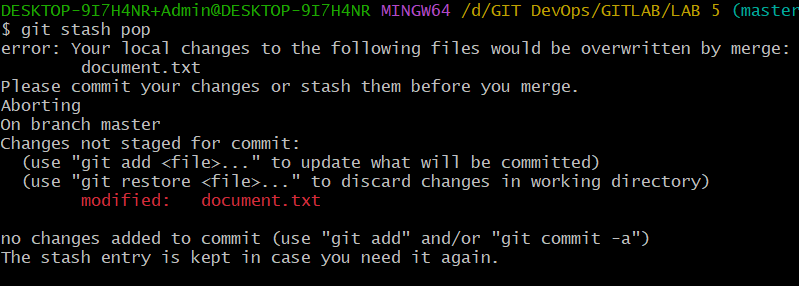 DESKTOP-9I7H4NR+Admin@DESKTOP-9I7H4NR MINGW64 /d/GIT DevOps/GITLAB/LAB 5 (master
$ git stash pop
error: Your local changes to the following files would be overwritten by merge:
        document.txt
Please commit your changes or stash them before you merge.
Aborting
On branch master
Changes not staged for commit:
  (use "git add <file>..." to update what will be committed)
  (use "git restore <file>..." to discard changes in working directory)
        modified:   document.txt

no changes added to commit (use "git add" and/or "git commit -a")
The stash entry is kept in case you need it again.